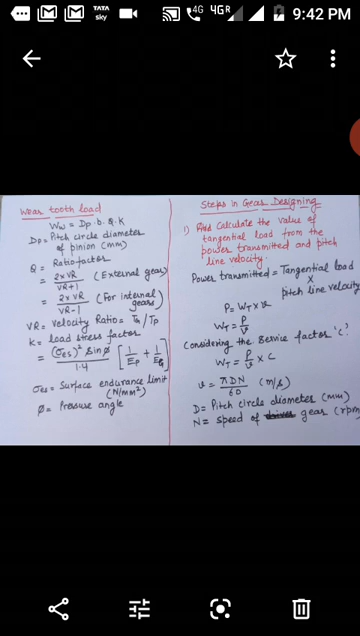 TATA sky
4G
4GR
9:42 PM
Wear tooth load
Ww = Dp.b.Q.K
Dp = Pitch circle diameter
of pinion (mm)
Q = Ratio factor
= 2×VR / VR+1 (External gear)
= 2×VR / VR-1 (For internal gears)
VR = Velocity Ratio = TG / TP
K = load stress factor
= (σes)² sinø / 1.4 [1/EP + 1/EG]
σes = Surface endurance limit
(N/mm²)
ø = Pressure angle
Steps in Gear Designing
1) Calculate the value of
tangential load from the
power transmitted and pitch
line velocity.
Power transmitted = Tangential load
×
pitch line velocity
P = WT × v
WT = P/v
Considering the service factor 'C'
WT = P/v × C
v = πDN/60 (m/s)
D = Pitch circle diameter (mm)
N = speed of gear (rpm)